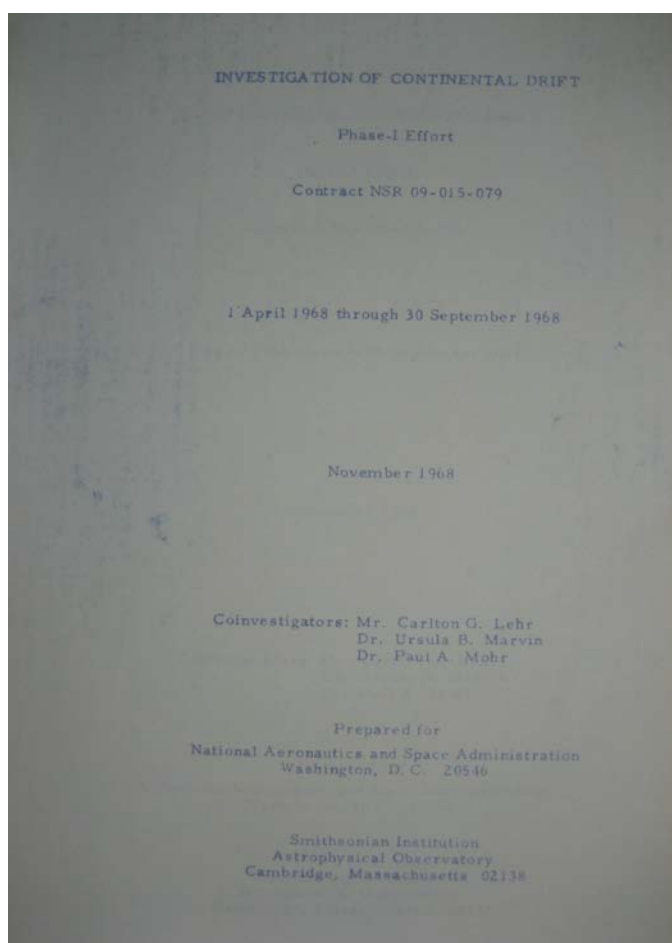 INVESTIGATION OF CONTINENTAL DRIFT
Phase-I Effort
Contract NSR 09-015-079
1 April 1968 through 30 September 1968
November 1968
Coinvestigators: Mr. Carlton G. Lehr
Dr. Ursula B. Marvin
Dr. Paul A. Mohr
Prepared for
National Aeronautics and Space Administration
Washington, D. C. 20546
Smithsonian Institution
Astrophysical Observatory
Cambridge, Massachusetts 02138